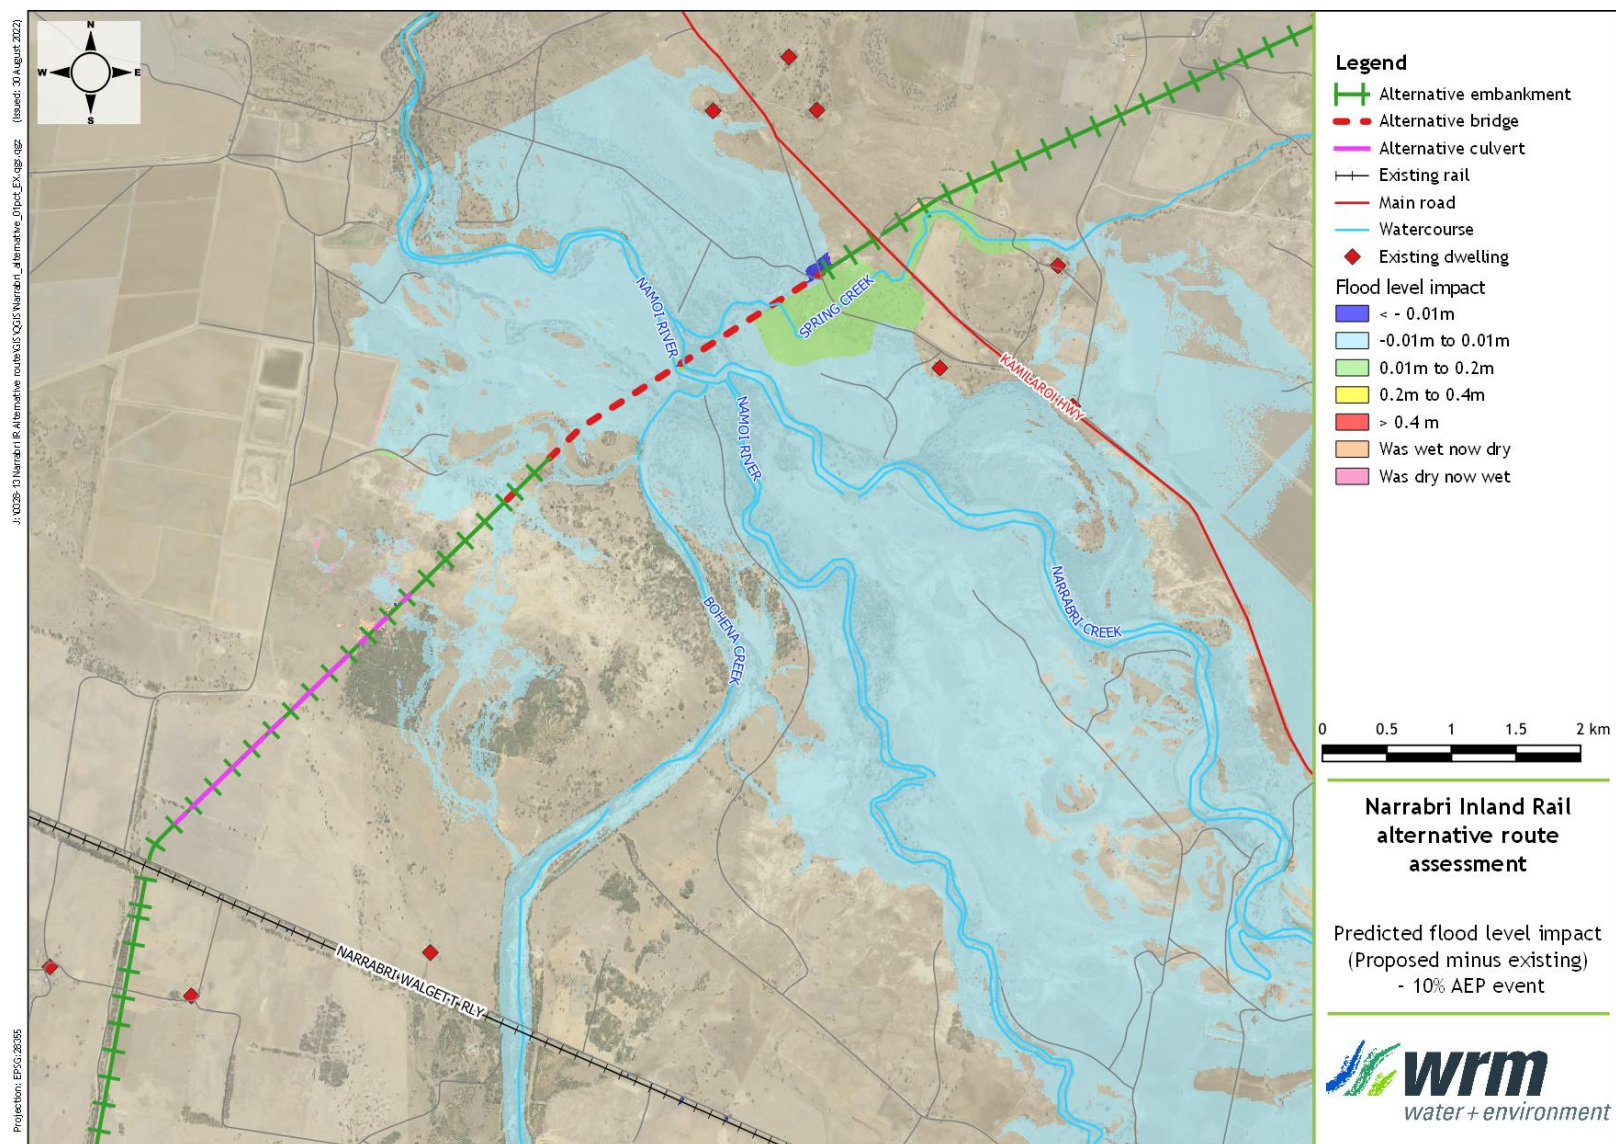 (Issued: 30 August 2022)
Projection: EPSG:28355
N
W
E
S
NAMOI RIVER
SPRING CREEK
KAMILAROI HWY
NAMOI RIVER
NARRABRI CREEK
BOHENA CREEK
NARRABRI-WALGETT RLY
Legend
Alternative embankment
Alternative bridge
Alternative culvert
Existing rail
Main road
Watercourse
Existing dwelling
Flood level impact
< - 0.01m
-0.01m to 0.01m
0.01m to 0.2m
0.2m to 0.4m
> 0.4 m
Was wet now dry
Was dry now wet
0 0.5 1 1.5 2 km
Narrabri Inland Rail
alternative route
assessment
Predicted flood level impact
(Proposed minus existing)
- 10% AEP event
wrm
water + environment